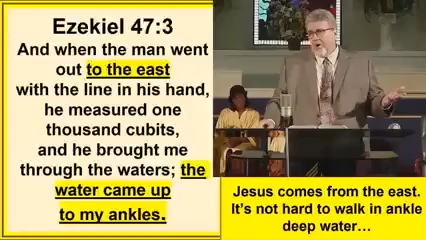 Ezekiel 47:3
And when the man went
out to the east
with the line in his hand,
he measured one
thousand cubits,
and he brought me
through the waters; the
water came up
to my ankles.
Jesus comes from the east.
It’s not hard to walk in ankle
deep water…